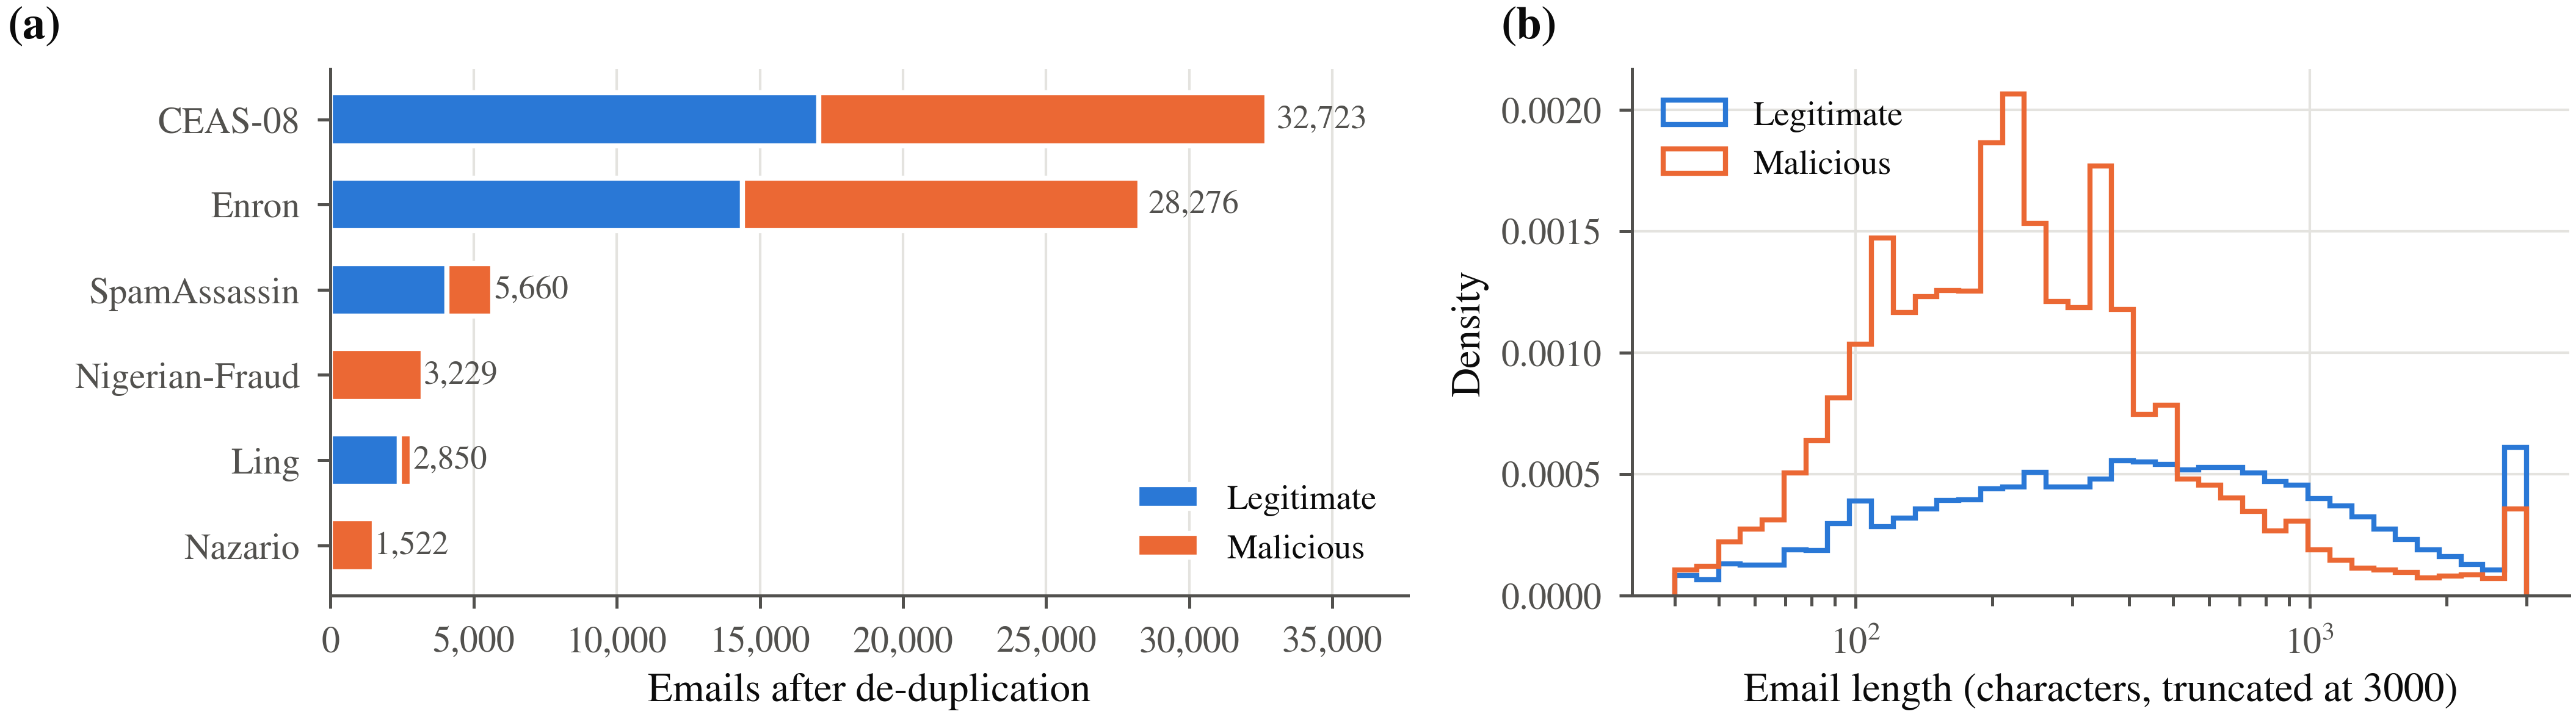 (a)
CEAS-08
32,723
Enron
28,276
SpamAssassin
5,660
Nigerian-Fraud
3,229
Ling
2,850
Nazario
1,522
Legitimate
Malicious
0
5,000
10,000
15,000
20,000
25,000
30,000
35,000
Emails after de-duplication
(b)
Legitimate
Malicious
Density
0.0020
0.0015
0.0010
0.0005
0.0000
10²
10³
Email length (characters, truncated at 3000)